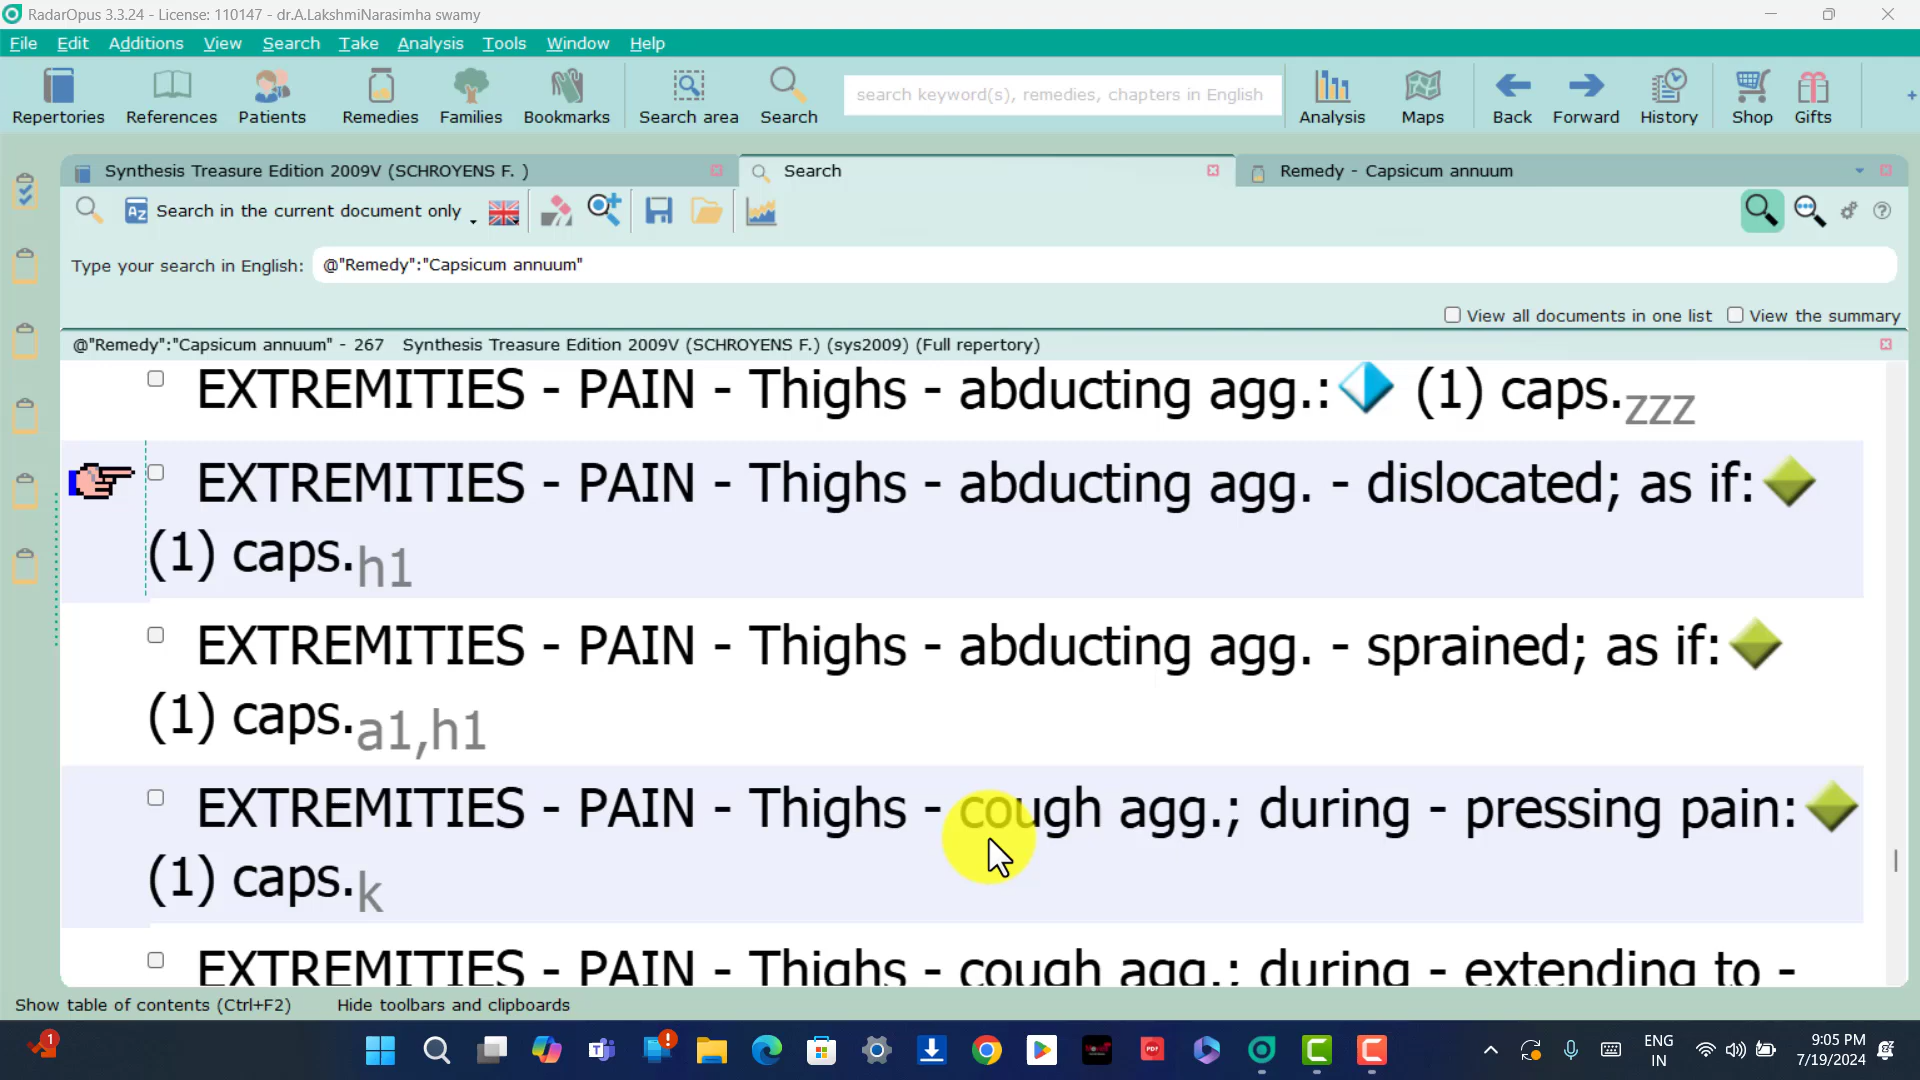 RadarOpus 3.3.24 - License: 110147 - dr.A.LakshmiNarasimha swamy
File Edit Additions View Search Take Analysis Tools Window Help
Repertories References Patients Remedies Families Bookmarks Search area Search search keyword(s), remedies, chapters in English Analysis Maps Back Forward History Shop Gifts
Synthesis Treasure Edition 2009V (SCHROYENS F. ) Search Remedy - Capsicum annuum
AZ Search in the current document only
Type your search in English: @"Remedy":"Capsicum annuum"
View all documents in one list View the summary
@"Remedy":"Capsicum annuum" - 267 Synthesis Treasure Edition 2009V (SCHROYENS F.) (sys2009) (Full repertory)
EXTREMITIES - PAIN - Thighs - abducting agg.: (1) caps.zzz
EXTREMITIES - PAIN - Thighs - abducting agg. - dislocated; as if:
(1) caps.h1
EXTREMITIES - PAIN - Thighs - abducting agg. - sprained; as if:
(1) caps.a1,h1
EXTREMITIES - PAIN - Thighs - cough agg.; during - pressing pain:
(1) caps.k
EXTREMITIES - PAIN - Thighs - cough agg.; during - extending to -
Show table of contents (Ctrl+F2) Hide toolbars and clipboards
1
ENG
IN
9:05 PM
7/19/2024